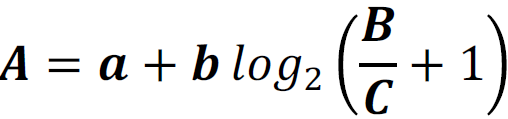 A = a + b log₂ (B/C + 1)